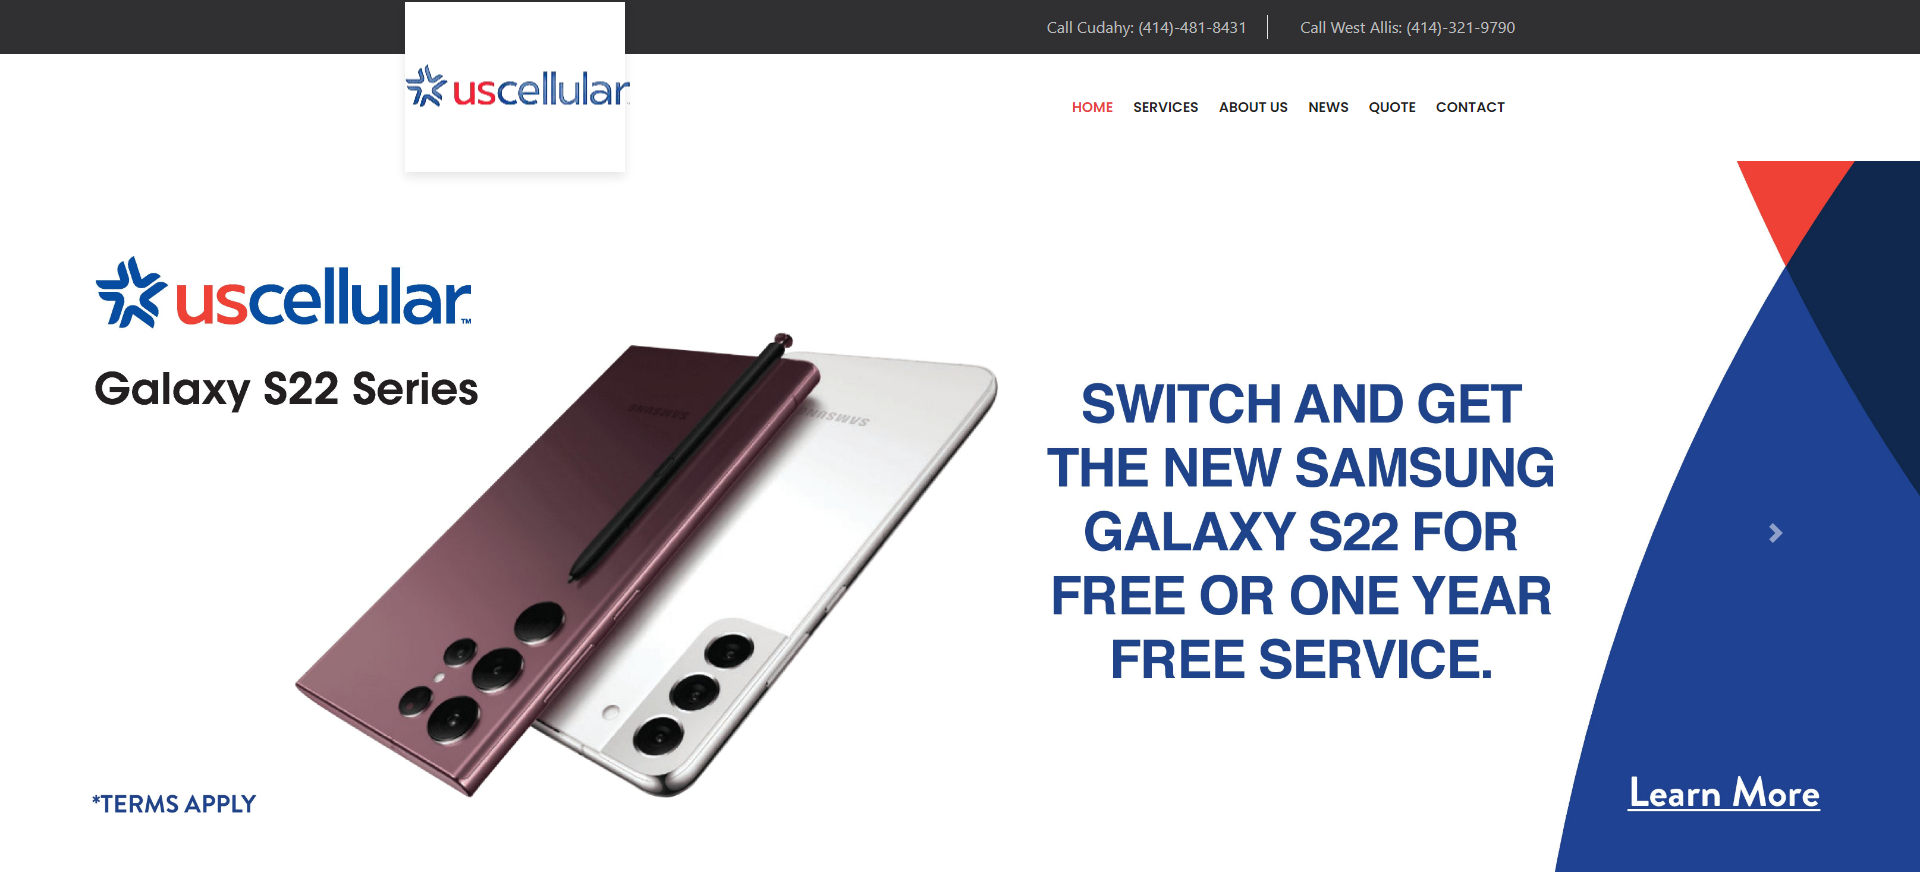 Call Cudahy: (414)-481-8431
Call West Allis: (414)-321-9790
uscellular
HOME SERVICES ABOUT US NEWS QUOTE CONTACT
uscellular™
Galaxy S22 Series
SAMSUNG
SAMSUNG
SWITCH AND GET
THE NEW SAMSUNG
GALAXY S22 FOR
FREE OR ONE YEAR
FREE SERVICE.
*TERMS APPLY
Learn More